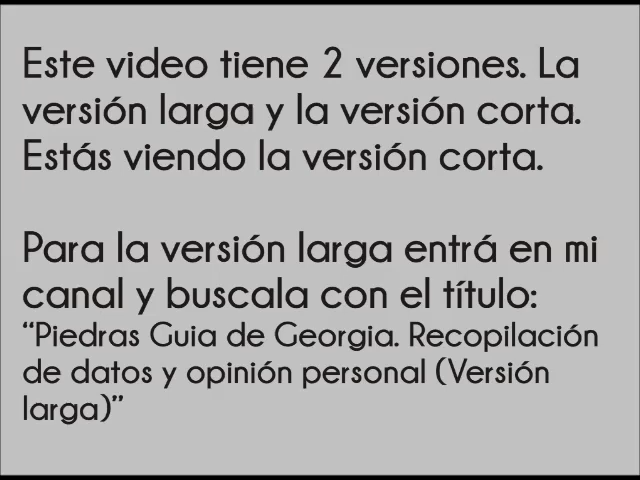 Este video tiene 2 versiones. La
versión larga y la versión corta.
Estás viendo la versión corta.
Para la versión larga entrá en mi
canal y buscala con el título:
“Piedras Guia de Georgia. Recopilación
de datos y opinión personal (Versión
larga)”